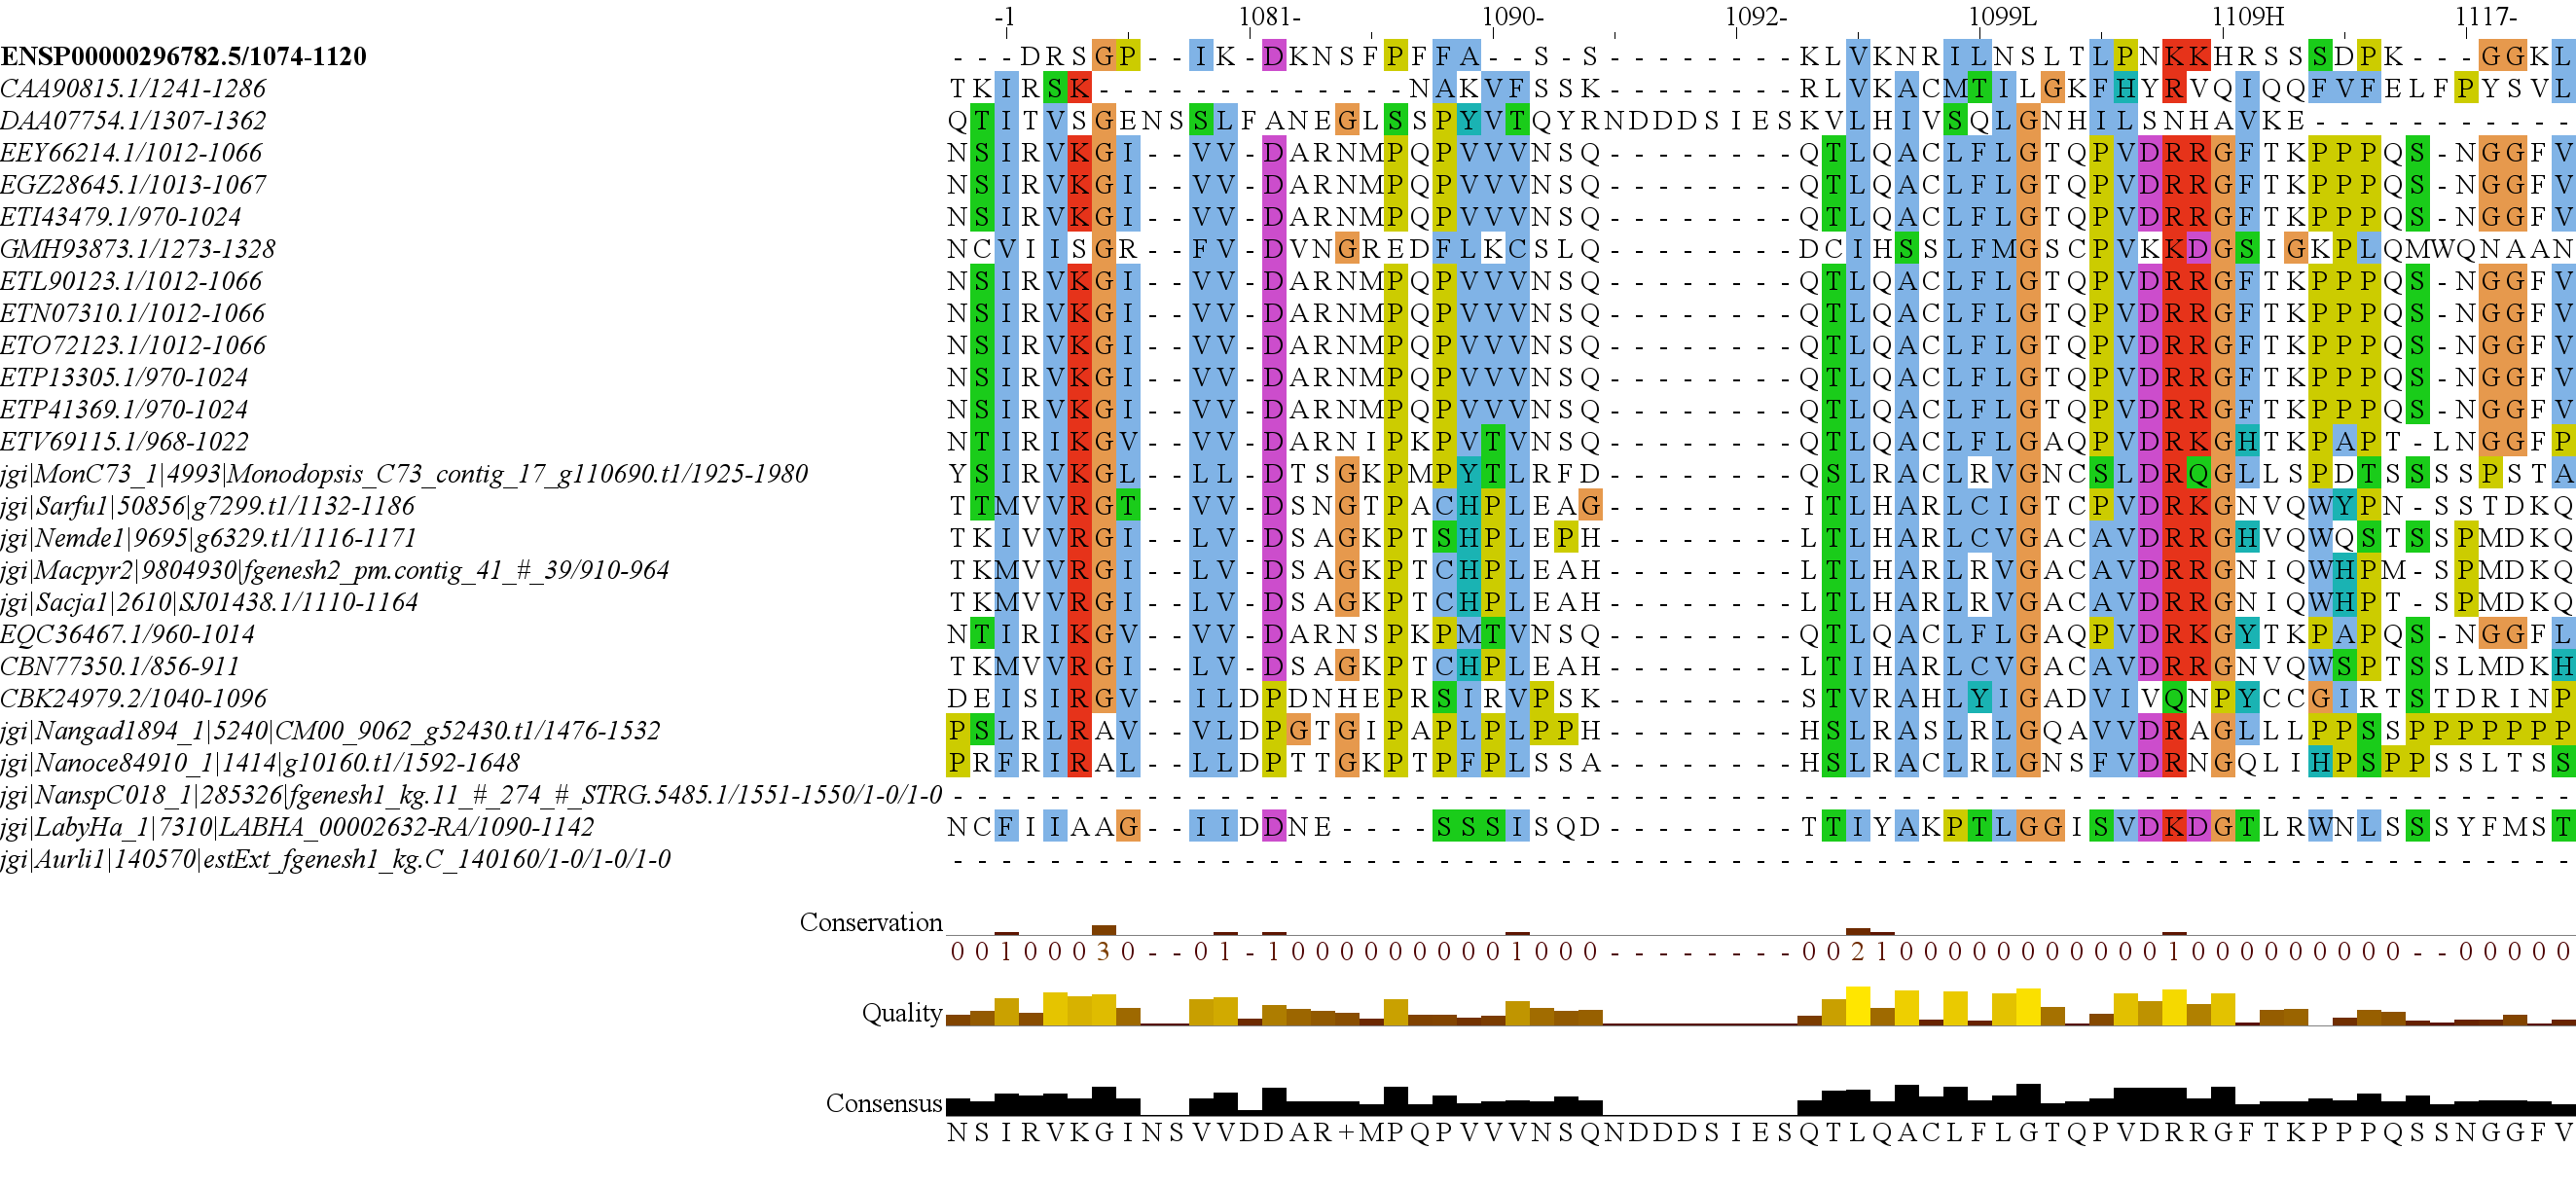 -1 1081- 1090- 1092- 1099L 1109H 1117-
ENSP00000296782.5/1074-1120 ---DRSGP--IK-DKNSFPFFA--S-S--------KLVKNRILNSLTLPNKKHRSSSDPK---GGKL
CAA90815.1/1241-1286 TKIRSK-------------NAKVFSSK--------RLVKACMTILGKFHYRVQIQQFVFELFPYSVL
DAA07754.1/1307-1362 QTITVSGENSSLFANEGLSSPYVTQYRNDDDSIESKVLHIVSQLGNHILSNHAVKE-----------
EEY66214.1/1012-1066 NSIRVKGI--VV-DARNMPQPVVVNSQ--------QTLQACLFLGTQPVDRRGFTKPPPQS-NGGFV
EGZ28645.1/1013-1067 NSIRVKGI--VV-DARNMPQPVVVNSQ--------QTLQACLFLGTQPVDRRGFTKPPPQS-NGGFV
ETI43479.1/970-1024 NSIRVKGI--VV-DARNMPQPVVVNSQ--------QTLQACLFLGTQPVDRRGFTKPPPQS-NGGFV
GMH93873.1/1273-1328 NCVIISGR--FV-DVNGREDFLKCSLQ--------DCIHSSLFMGSCPVKKDGSIGKPLQMWQNAAN
ETL90123.1/1012-1066 NSIRVKGI--VV-DARNMPQPVVVNSQ--------QTLQACLFLGTQPVDRRGFTKPPPQS-NGGFV
ETN07310.1/1012-1066 NSIRVKGI--VV-DARNMPQPVVVNSQ--------QTLQACLFLGTQPVDRRGFTKPPPQS-NGGFV
ETO72123.1/1012-1066 NSIRVKGI--VV-DARNMPQPVVVNSQ--------QTLQACLFLGTQPVDRRGFTKPPPQS-NGGFV
ETP13305.1/970-1024 NSIRVKGI--VV-DARNMPQPVVVNSQ--------QTLQACLFLGTQPVDRRGFTKPPPQS-NGGFV
ETP41369.1/970-1024 NSIRVKGI--VV-DARNMPQPVVVNSQ--------QTLQACLFLGTQPVDRRGFTKPPPQS-NGGFV
ETV69115.1/968-1022 NTIRIKGV--VV-DARNIPKPVTVNSQ--------QTLQACLFLGAQPVDRKGHTKPAPT-LNGGFP
jgi|MonC73_1|4993|Monodopsis_C73_contig_17_g110690.t1/1925-1980 YSIRVKGL--LL-DTSGKPMPYTLRFD--------QSLRACLRVGNCSLDRQGLLSPDTSSSSPSTA
jgi|Sarfu1|50856|g7299.t1/1132-1186 TTMVVRGT--VV-DSNGTPACHPLEAG--------ITLHARLCIGTCPVDRKGNVQWYPN-SSTDKQ
jgi|Nemde1|9695|g6329.t1/1116-1171 TKIVVRGI--LV-DSAGKPTSHPLEPH--------LTLHARLCVGACAVDRRGHVQWQSTSSPMDKQ
jgi|Macpyr2|9804930|fgenesh2_pm.contig_41_#_39/910-964 TKMVVRGI--LV-DSAGKPTCHPLEAH--------LTLHARLRVGACAVDRRGNIQWHPM-SPMDKQ
jgi|Sacja1|2610|SJ01438.1/1110-1164 TKMVVRGI--LV-DSAGKPTCHPLEAH--------LTLHARLRVGACAVDRRGNIQWHPT-SPMDKQ
EQC36467.1/960-1014 NTIRIKGV--VV-DARNSPKPMTVNSQ--------QTLQACLFLGAQPVDRKGYTKPAPQS-NGGFL
CBN77350.1/856-911 TKMVVRGI--LV-DSAGKPTCHPLEAH--------LTIHARLCVGACAVDRRGNVQWSPTSSLMDKH
CBK24979.2/1040-1096 DEISIRGV--ILDPDNHEPRSIRVPSK--------STVRAHLYIGADVIVQNPYCCGIRTSTDRINP
jgi|Nangad1894_1|5240|CM00_9062_g52430.t1/1476-1532 PSLRLRAV--VLDPGTGIPAPLPLPPH--------HSLRASLRLGQAVVDRAGLLLPPSSPPPPPPP
jgi|Nanoce84910_1|1414|g10160.t1/1592-1648 PRFRIRAL--LLDPTTGKPTPFPLSSA--------HSLRACLRLGNSFVDRNGQLIHPSPPSSLTSS
jgi|NanspC018_1|285326|fgenesh1_kg.11_#_274_#_STRG.5485.1/1551-1550/1-0/1-0 -------------------------------------------------------------------
jgi|LabyHa_1|7310|LABHA_00002632-RA/1090-1142 NCFIIAAG--IIDDNE----SSSISQD--------TTIYAKPTLGGISVDKDGTLRWNLSSSYFMST
jgi|Aurli1|140570|estExt_fgenesh1_kg.C_140160/1-0/1-0/1-0 -------------------------------------------------------------------
Conservation
00100030--01-10000000001000--------0021000000000001000000000--00000
Quality
Consensus
NSIRVKGINSVVDDAR+MPQPVVVNSQNDDDSIESQTLQACLFLGTQPVDRRGFTKPPPQSSNGGFV